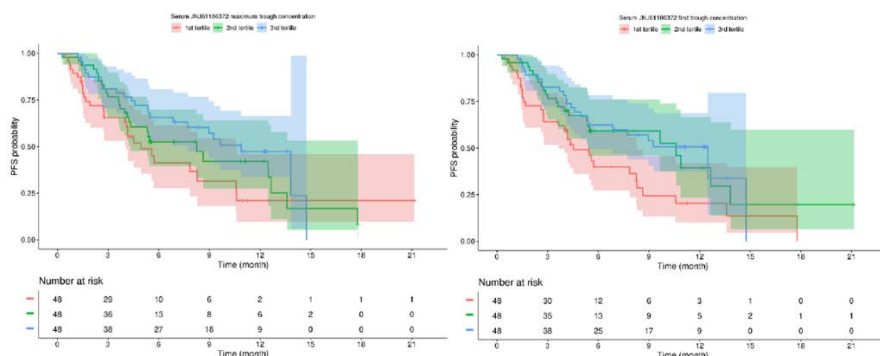 Serum JNJ61186372 maximum trough concentration
1st tertile 2nd tertile 3rd tertile
PFS probability
1.00
0.75
0.50
0.25
0.00
0 3 6 9 12 15 18 21
Time (month)
Number at risk
48 29 10 6 2 1 1 1
48 36 13 8 6 2 0 0
48 38 27 18 9 0 0 0
0 3 6 9 12 15 18 21
Time (month)
Serum JNJ61186372 first trough concentration
1st tertile 2nd tertile 3rd tertile
PFS probability
1.00
0.75
0.50
0.25
0.00
0 3 6 9 12 15 18 21
Time (month)
Number at risk
48 30 12 6 3 1 0 0
48 35 13 9 5 2 1 1
48 38 25 17 9 0 0 0
0 3 6 9 12 15 18 21
Time (month)